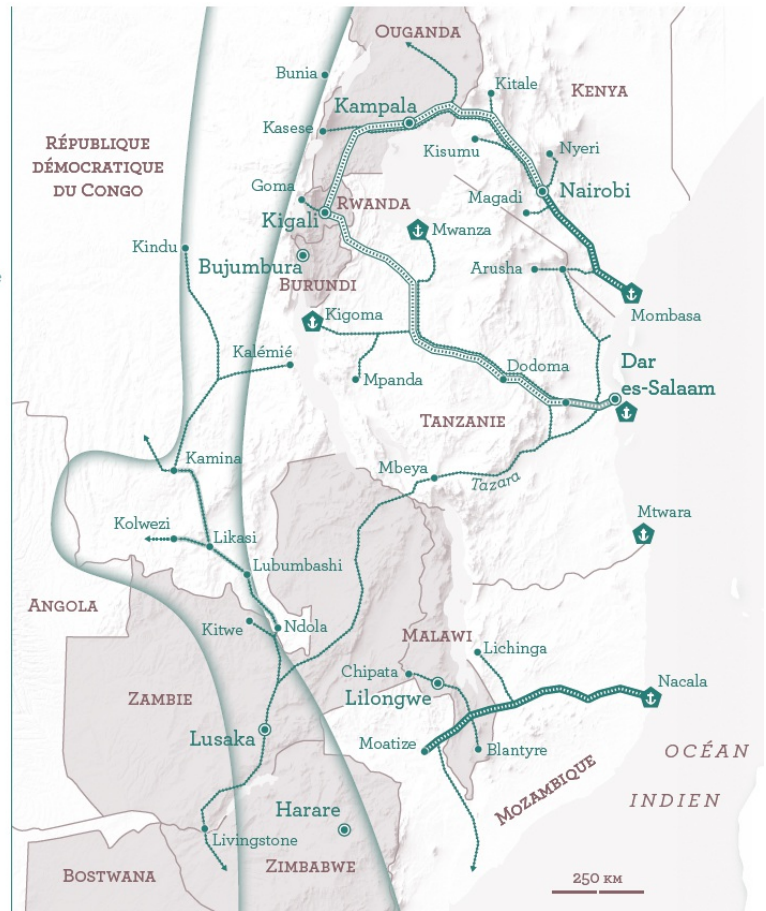 OUGANDA
Bunia
Kitale
KENYA
Kampala
Kasese
RÉPUBLIQUE
DÉMOCRATIQUE
DU CONGO
Kisumu
Nyeri
Goma
RWANDA
Magadi
Nairobi
Kigali
Mwanza
Kindu
Bujumbura
Arusha
BURUNDI
Kigoma
Mombasa
Kalémié
Dodoma
Dar
es-Salaam
Mpanda
TANZANIE
Kamina
Mbeya
Tazara
Kolwezi
Likasi
Mtwara
Lubumbashi
ANGOLA
Kitwe
Ndola
MALAWI
Lichinga
Chipata
Nacala
ZAMBIE
Lilongwe
Lusaka
Moatize
Blantyre
OCÉAN
INDIEN
MOZAMBIQUE
Harare
Livingstone
ZIMBABWE
BOSTWANA
250 KM